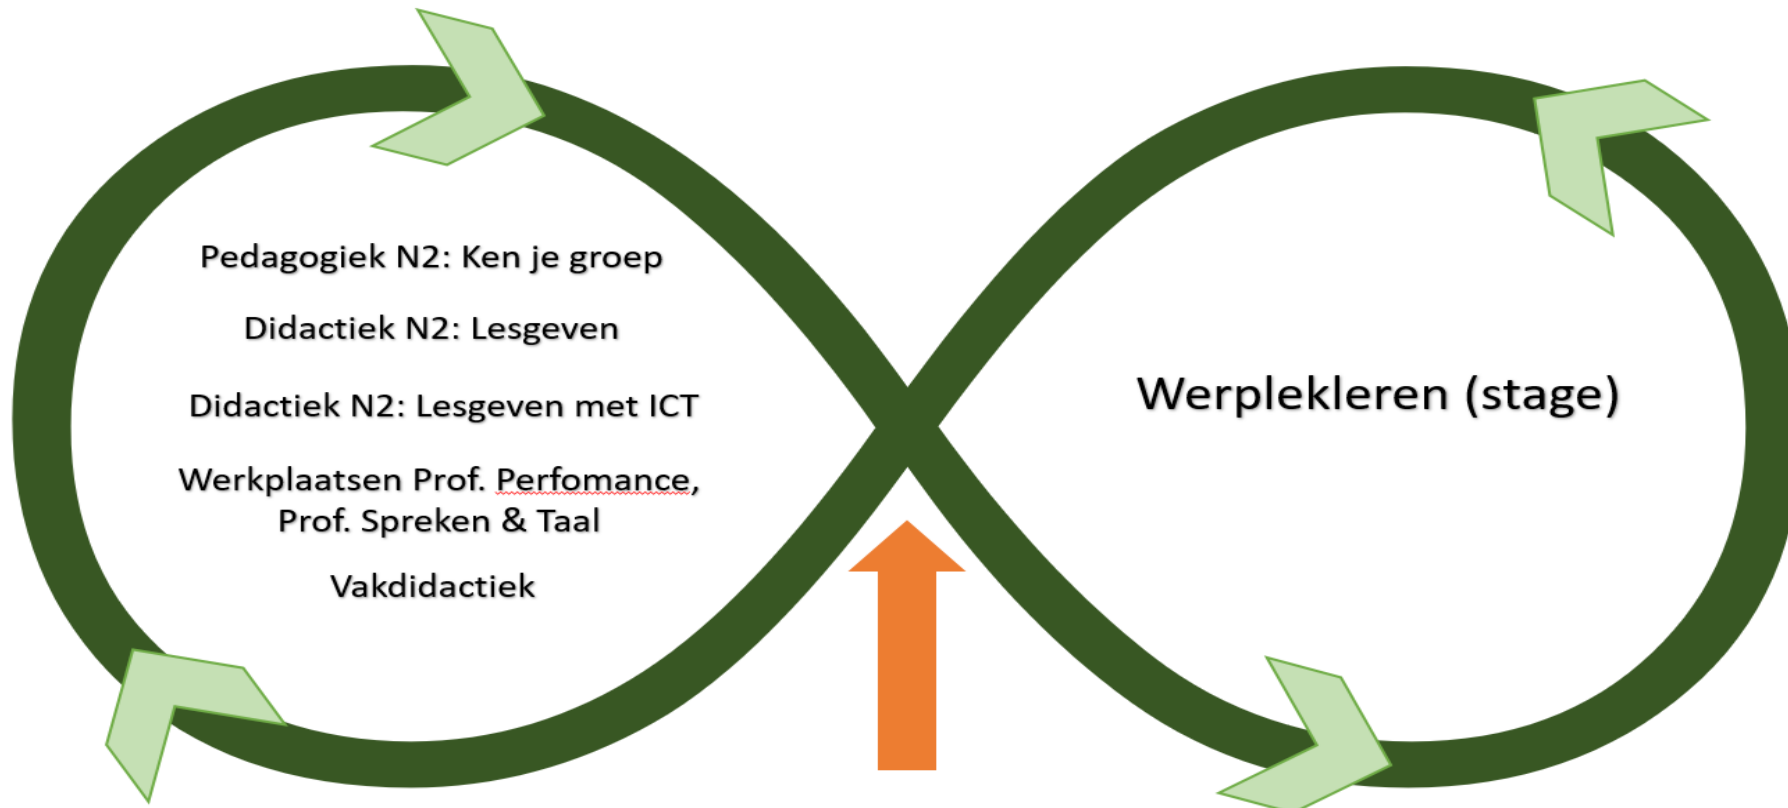 Pedagogiek N2: Ken je groep
Didactiek N2: Lesgeven
Didactiek N2: Lesgeven met ICT
Werkplaatsen Prof. Perfomance,
Prof. Spreken & Taal
Vakdidactiek
Werplekleren (stage)